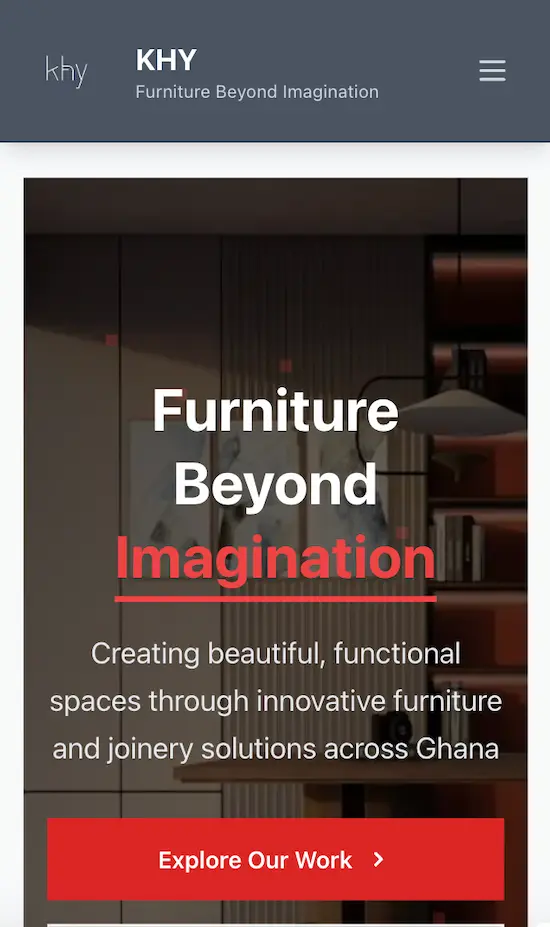 khy
KHY
Furniture Beyond Imagination
Furniture
Beyond
Imagination
Creating beautiful, functional
spaces through innovative furniture
and joinery solutions across Ghana
Explore Our Work